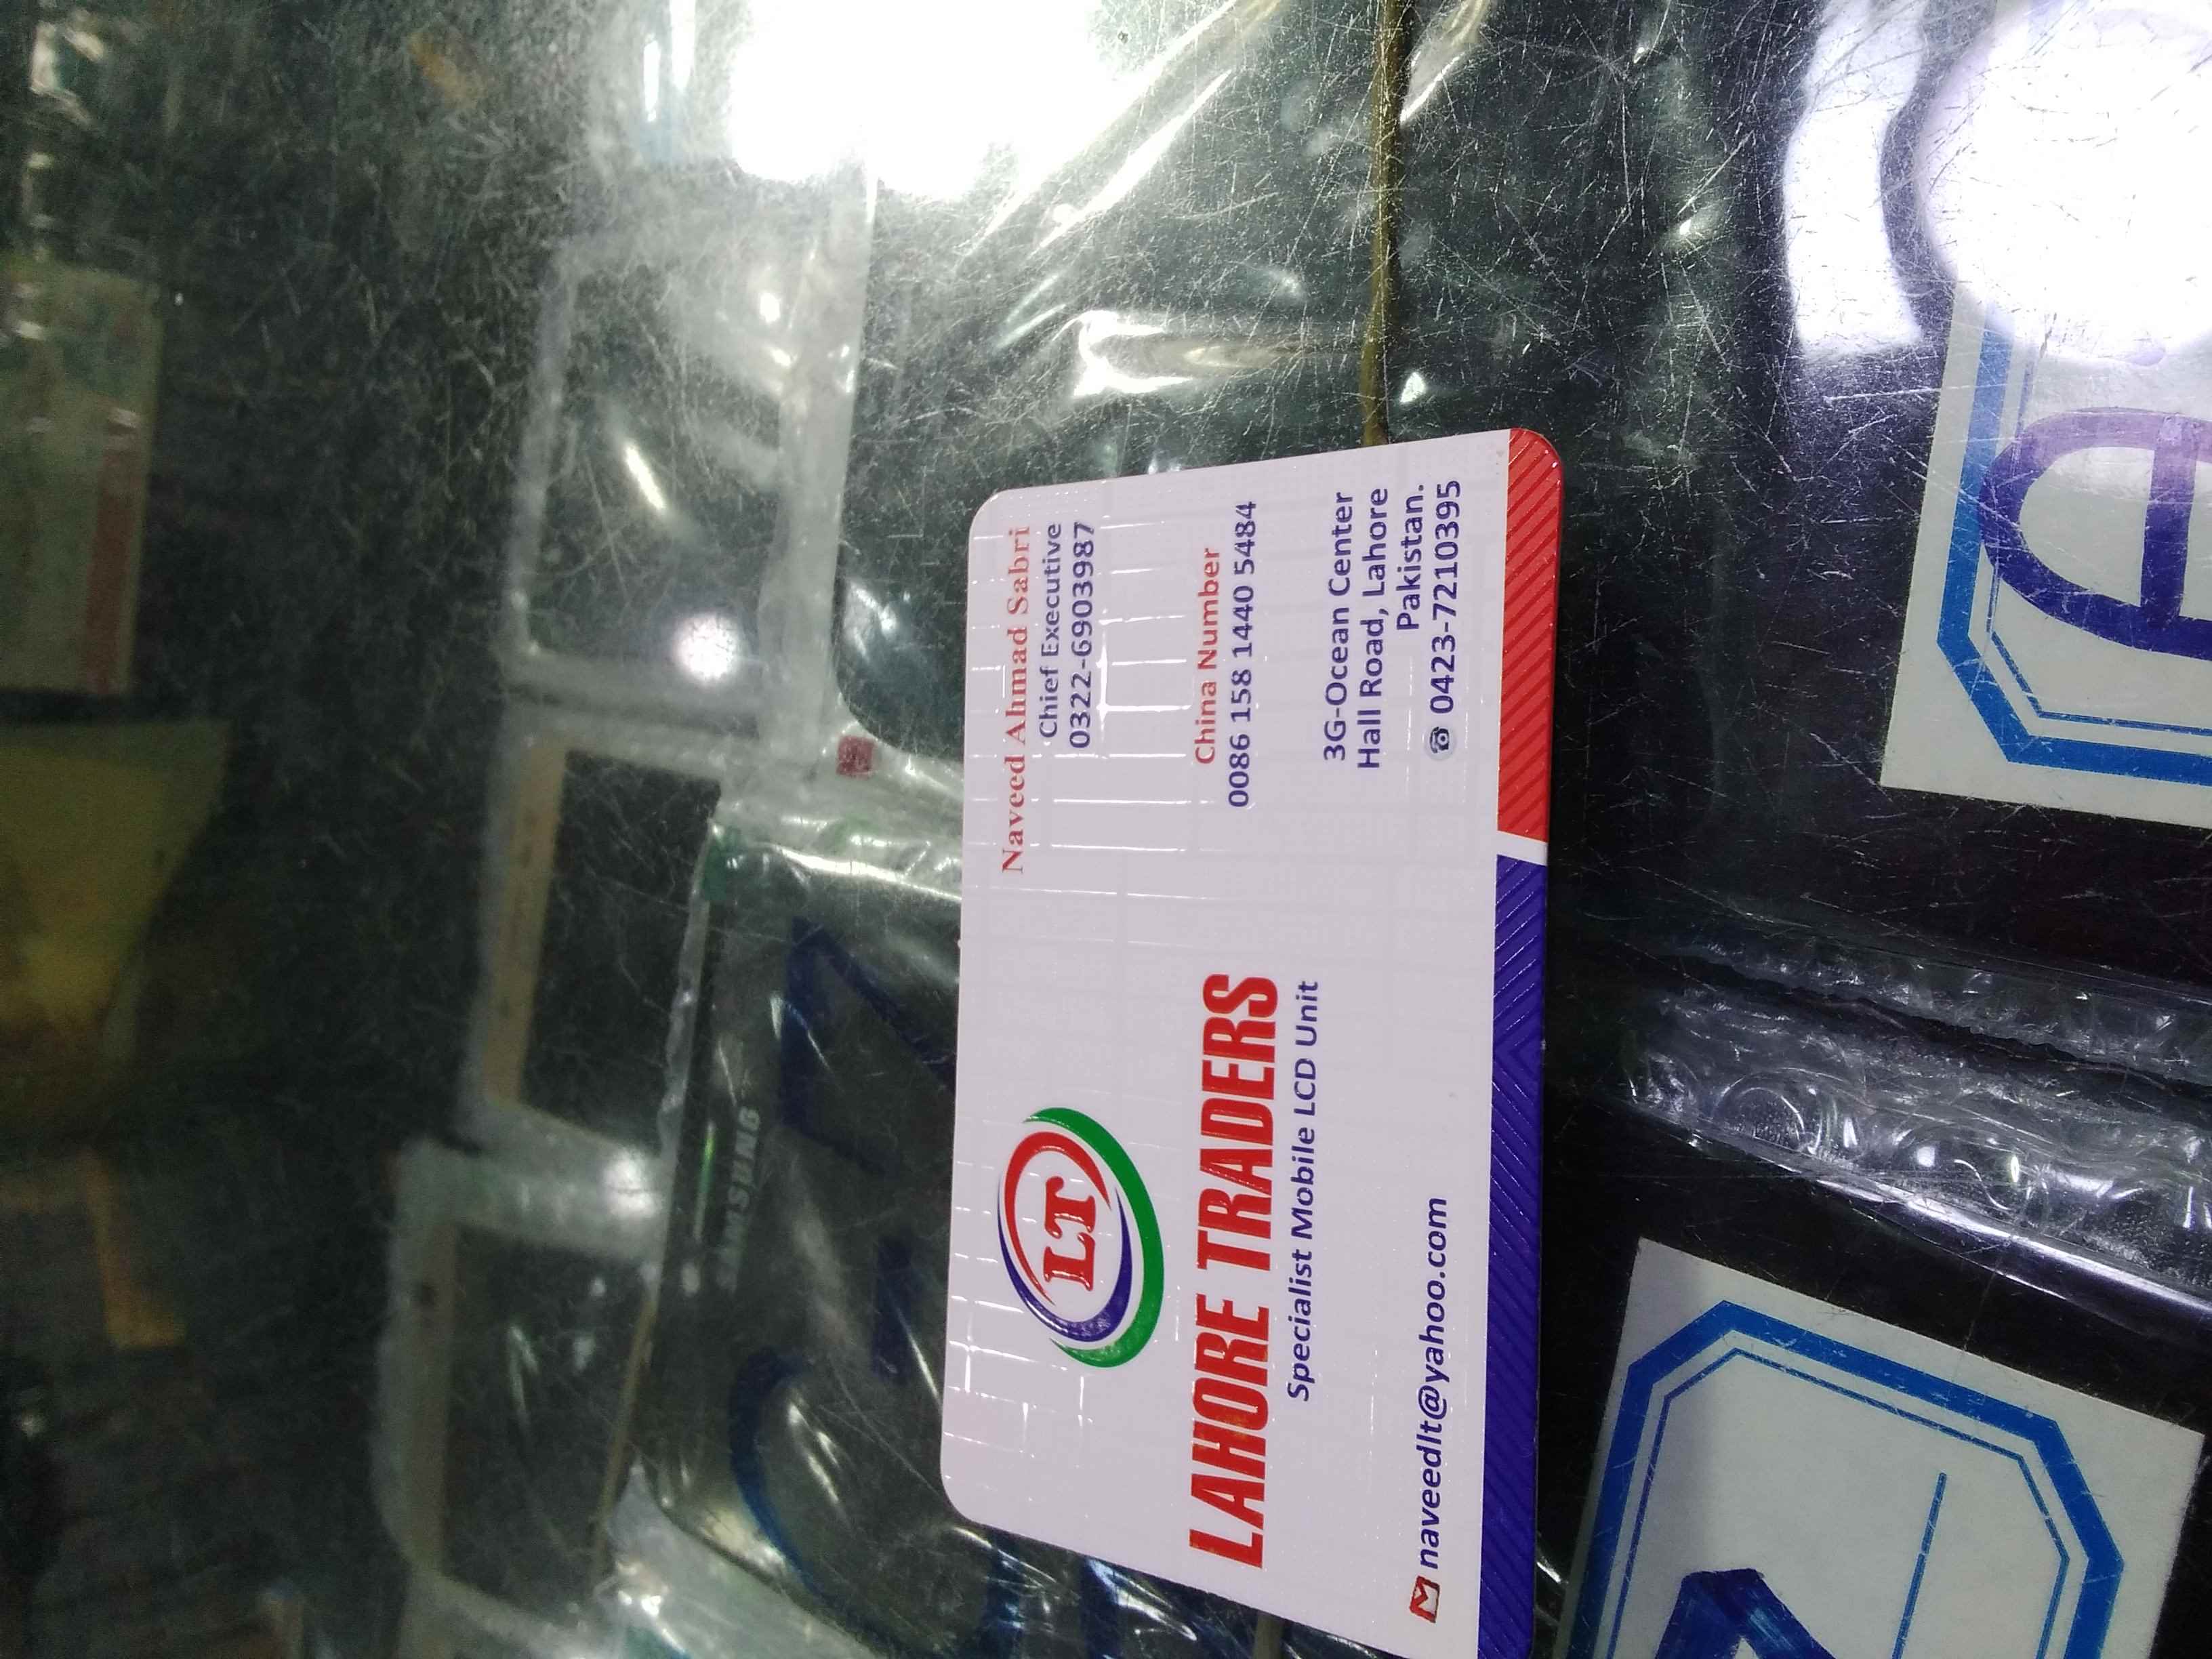 SAMSUNG
LT
LAHORE TRADERS
Specialist Mobile LCD Unit
naveedlt@yahoo.com
Naveed Ahmad Sabri
Chief Executive
0322-6903987
China Number
0086 158 1440 5484
3G-Ocean Center
Hall Road, Lahore
Pakistan.
0423-7210395